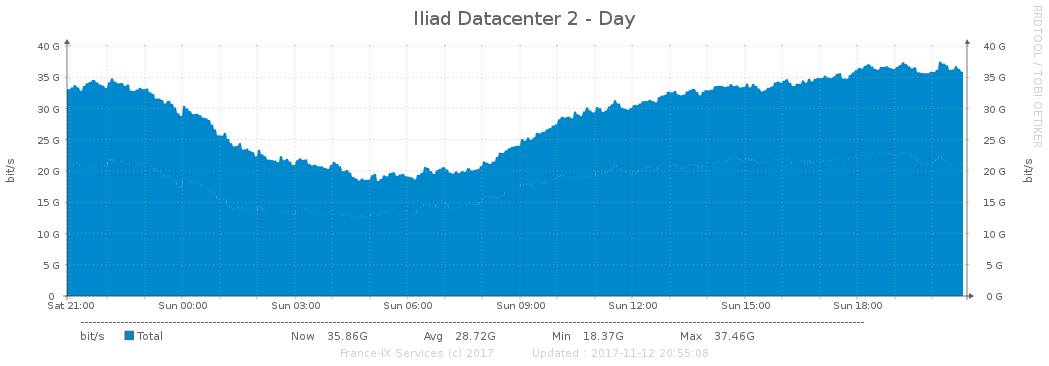 Iliad Datacenter 2 - Day
RRDTOOL / TOBI OETIKER
bit/s
40 G
35 G
30 G
25 G
20 G
15 G
10 G
5 G
0
40 G
35 G
30 G
25 G
20 G
15 G
10 G
5 G
0 G
bit/s
Sat 21:00 Sun 00:00 Sun 03:00 Sun 06:00 Sun 09:00 Sun 12:00 Sun 15:00 Sun 18:00
bit/s Total Now 35.86G Avg 28.72G Min 18.37G Max 37.46G
France-IX Services (c) 2017 Updated : 2017-11-12 20:55:08